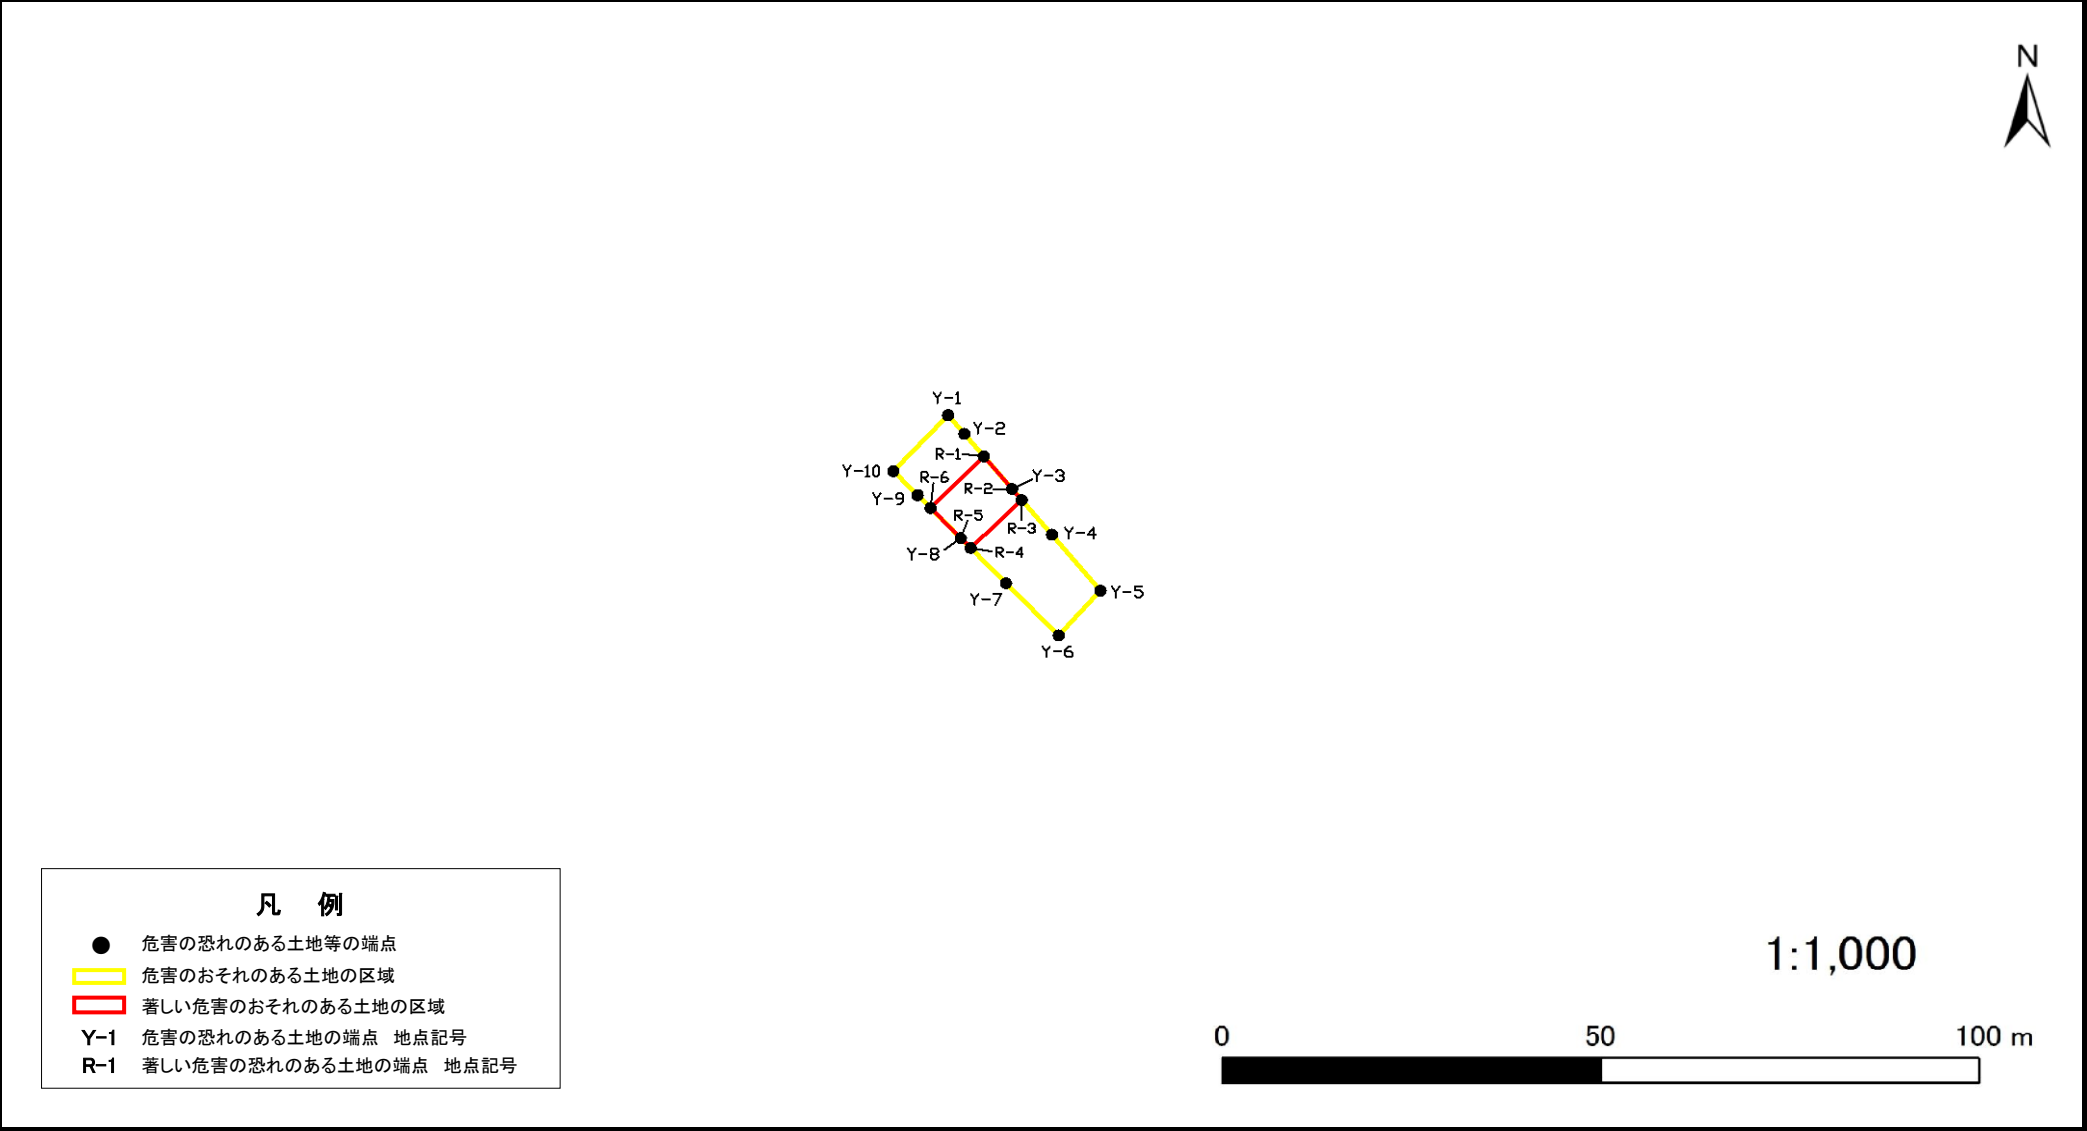 N
Y-1
Y-2
R-1
Y-10
R-6
Y-3
R-2
Y-9
R-5
R-3
Y-4
Y-8
R-4
Y-7
Y-5
Y-6
凡 例
危害の恐れのある土地等の端点
危害のおそれのある土地の区域
著しい危害のおそれのある土地の区域
Y-1 危害の恐れのある土地の端点 地点記号
R-1 著しい危害の恐れのある土地の端点 地点記号
1:1,000
0 50 100 m